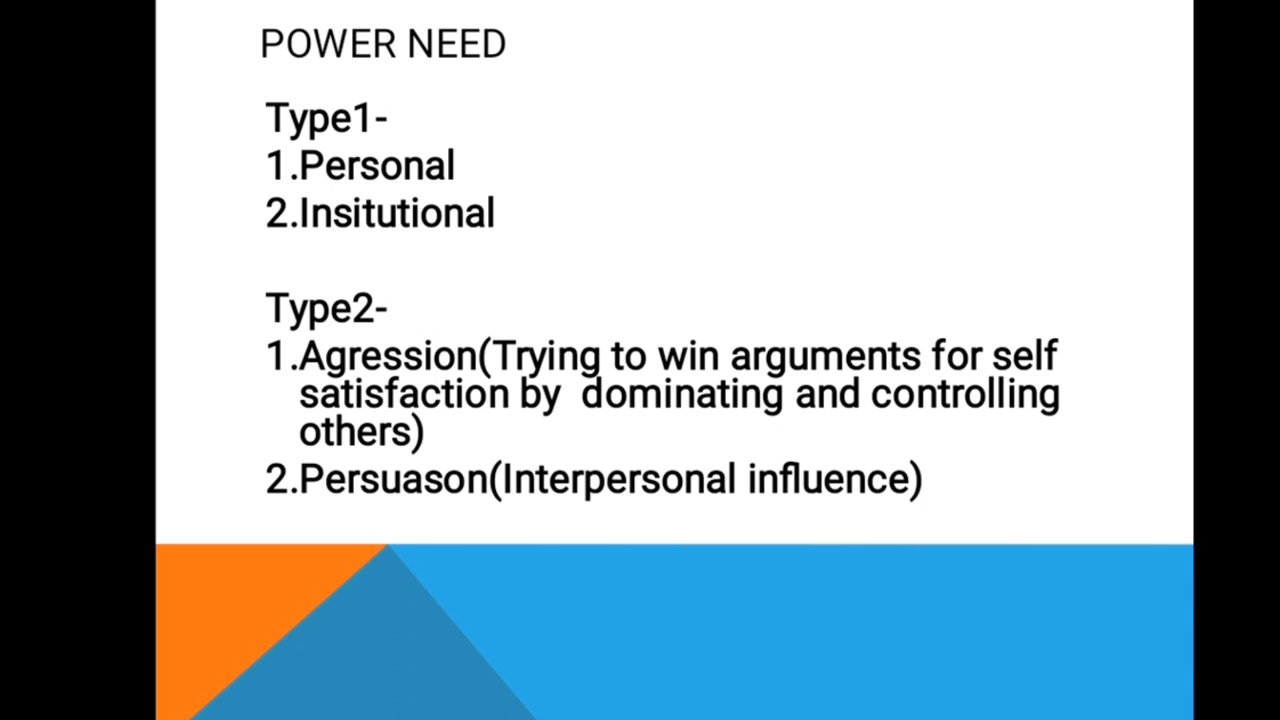 POWER NEED
Type1-
1.Personal
2.Insitutional
Type2-
1.Agression(Trying to win arguments for self
satisfaction by  dominating and controlling
others)
2.Persuason(Interpersonal influence)